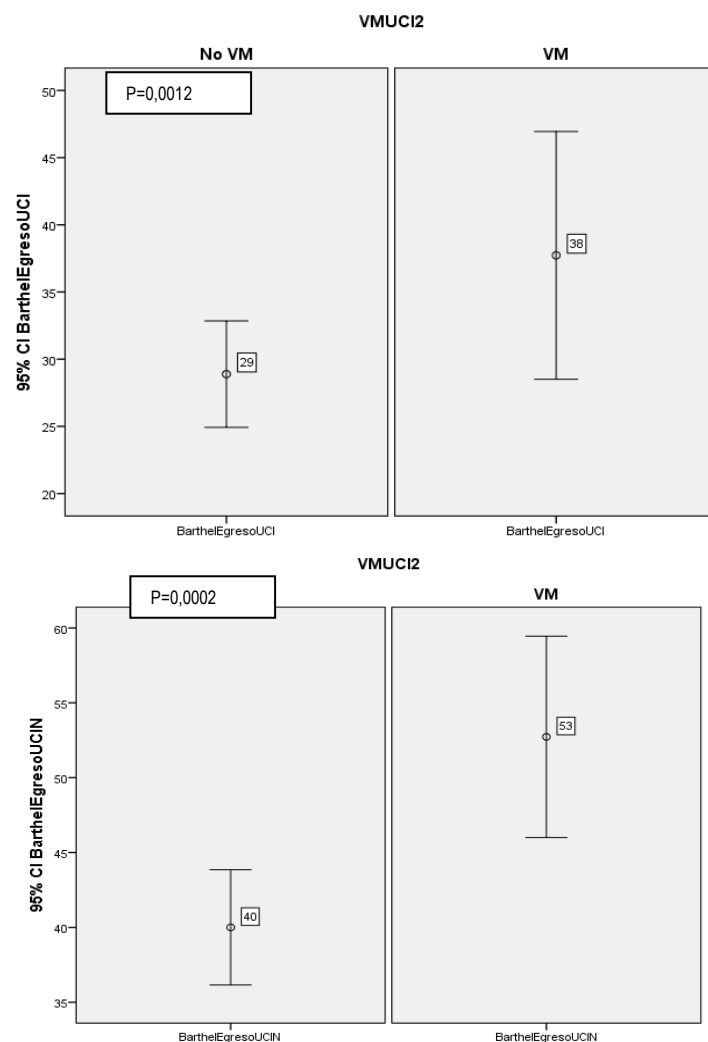 VMUCI2
No VM
VM
P=0,0012
50
45
40
35
30
25
20
95% CI BarthelEgresoUCI
29
38
BarthelEgresoUCI
BarthelEgresoUCI
VMUCI2
VM
P=0,0002
60
55
50
45
40
35
95% CI BarthelEgresoUCIN
40
53
BarthelEgresoUCIN
BarthelEgresoUCIN